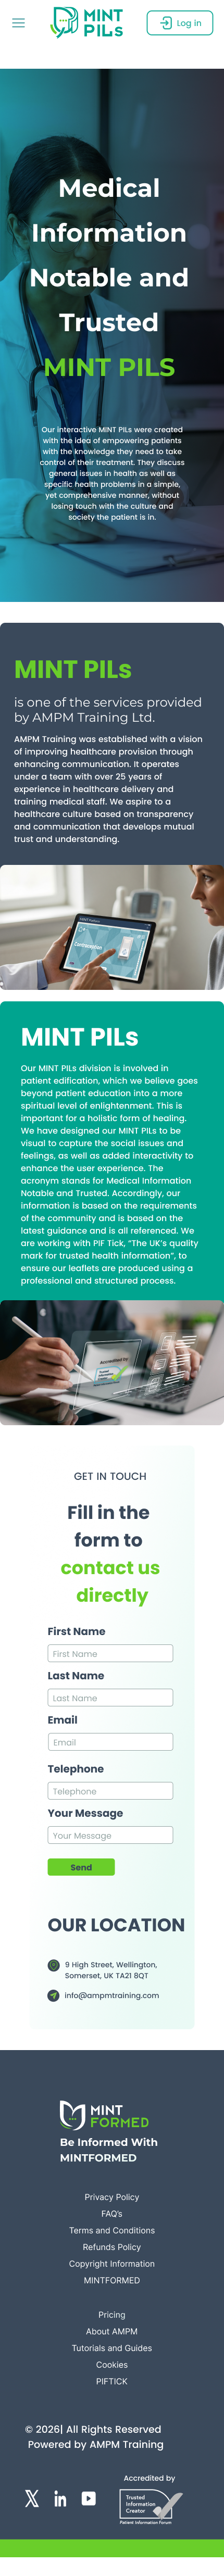 MINT
PILS
Log in
Medical
Information
Notable and
Trusted
MINT PILS
Our interactive MINT PILs were created
with the idea of empowering patients
with the knowledge they need to take
control of their treatment. They discuss
general issues in health as well as
specific health problems in a simple,
yet comprehensive manner, without
losing touch with the culture and
society the patient is in.
MINT PILs
is one of the services provided
by AMPM Training Ltd.
AMPM Training was established with a vision
of improving healthcare provision through
enhancing communication. It operates
under a team with over 25 years of
experience in healthcare delivery and
training medical staff. We aspire to a
healthcare culture based on transparency
and communication that develops mutual
trust and understanding.
MINT PILs
Our MINT PILs division is involved in
patient edification, which we believe goes
beyond patient education into a more
spiritual level of enlightenment. This is
important for a holistic form of healing.
We have designed our MINT PILs to be
visual to capture the social issues and
feelings, as well as added interactivity to
enhance the user experience. The
acronym stands for Medical Information
Notable and Trusted. Accordingly, our
information is based on the requirements
of the community and is based on the
latest guidance and is all referenced. We
are working with PIF Tick, “The UK’s quality
mark for trusted health information”, to
ensure our leaflets are produced using a
professional and structured process.
Accredited by
GET IN TOUCH
Fill in the
form to
contact us
directly
First Name
First Name
Last Name
Last Name
Email
Email
Telephone
Telephone
Your Message
Your Message
Send
OUR LOCATION
9 High Street, Wellington,
Somerset, UK TA21 8QT
info@ampmtraining.com
MINT
FORMED
Be Informed With
MINTFORMED
Privacy Policy
FAQ’s
Terms and Conditions
Refunds Policy
Copyright Information
MINTFORMED
Pricing
About AMPM
Tutorials and Guides
Cookies
PIFTICK
© 2026| All Rights Reserved
Powered by AMPM Training
Accredited by
Trusted
Information
Creator
Patient Information Forum